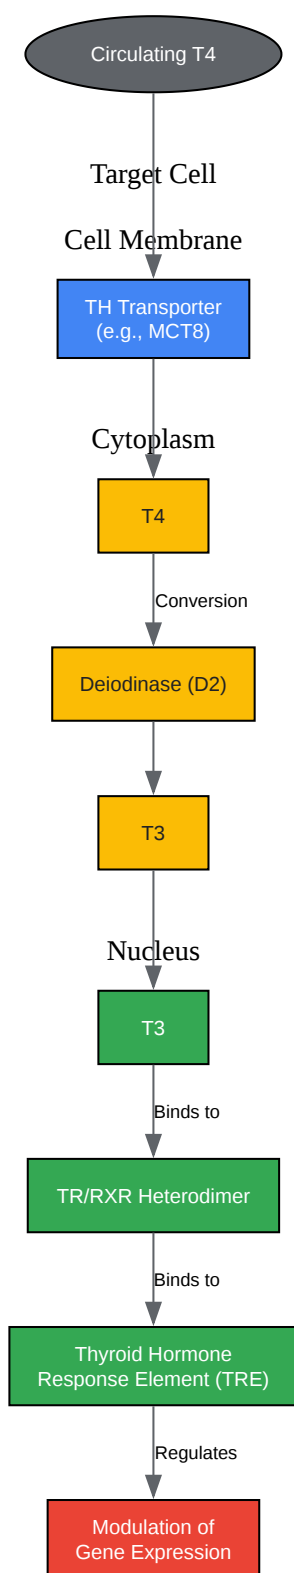 Circulating T4
Target Cell
Cell Membrane
TH Transporter
(e.g., MCT8)
Cytoplasm
T4
Conversion
Deiodinase (D2)
T3
Nucleus
T3
Binds to
TR/RXR Heterodimer
Binds to
Thyroid Hormone
Response Element (TRE)
Regulates
Modulation of
Gene Expression